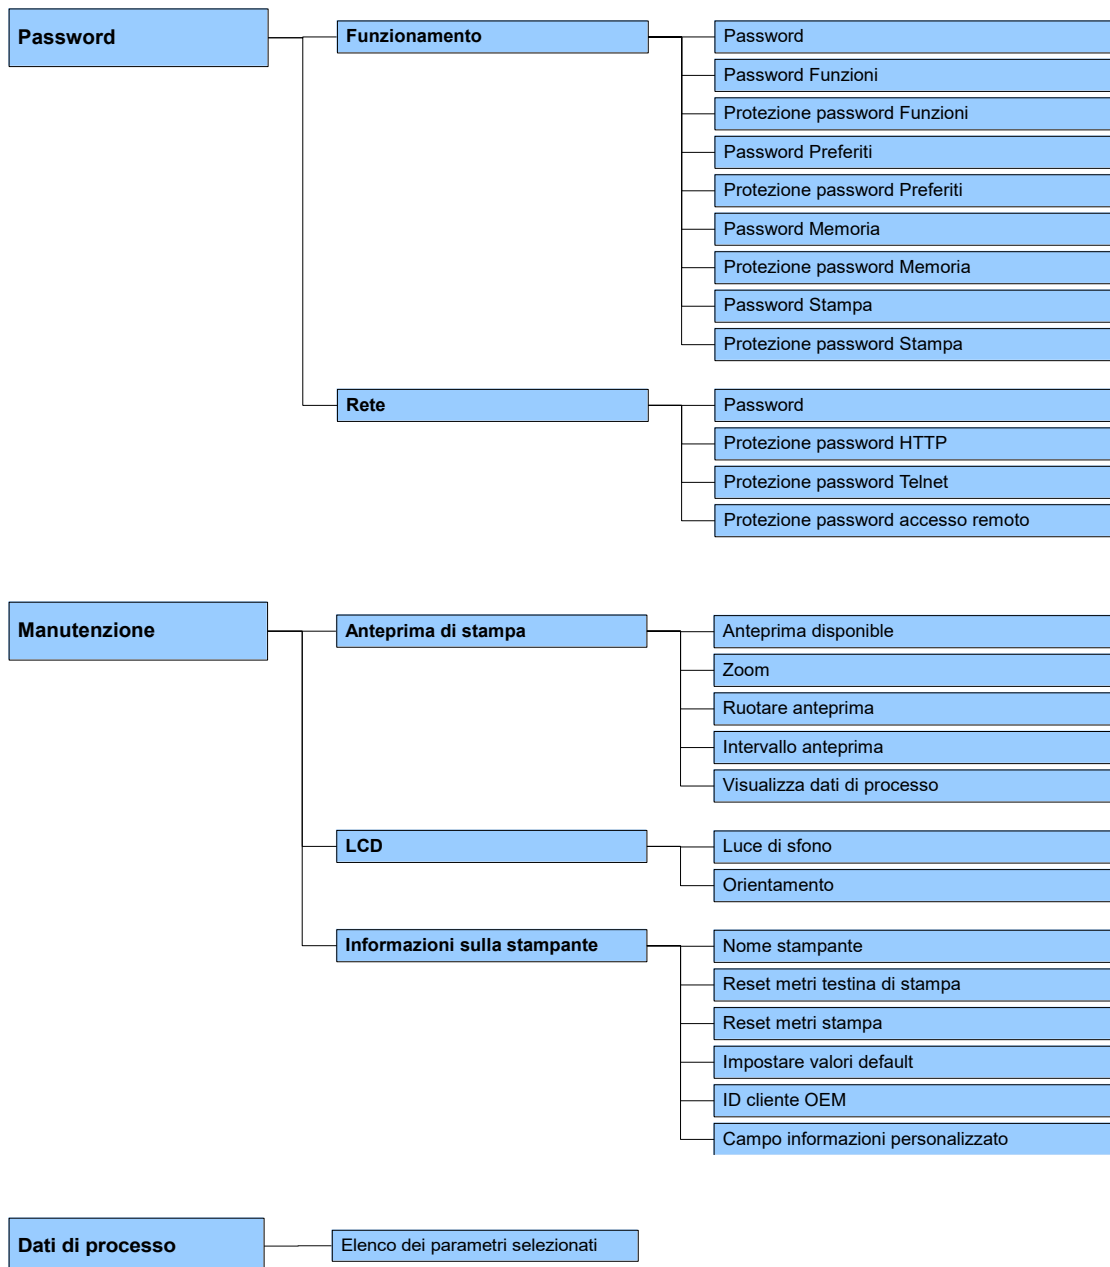 Password
Funzionamento
Password
Password Funzioni
Protezione password Funzioni
Password Preferiti
Protezione password Preferiti
Password Memoria
Protezione password Memoria
Password Stampa
Protezione password Stampa
Rete
Password
Protezione password HTTP
Protezione password Telnet
Protezione password accesso remoto
Manutenzione
Anteprima di stampa
Anteprima disponible
Zoom
Ruotare anteprima
Intervallo anteprima
Visualizza dati di processo
LCD
Luce di sfono
Orientamento
Informazioni sulla stampante
Nome stampante
Reset metri testina di stampa
Reset metri stampa
Impostare valori default
ID cliente OEM
Campo informazioni personalizzato
Dati di processo
Elenco dei parametri selezionati